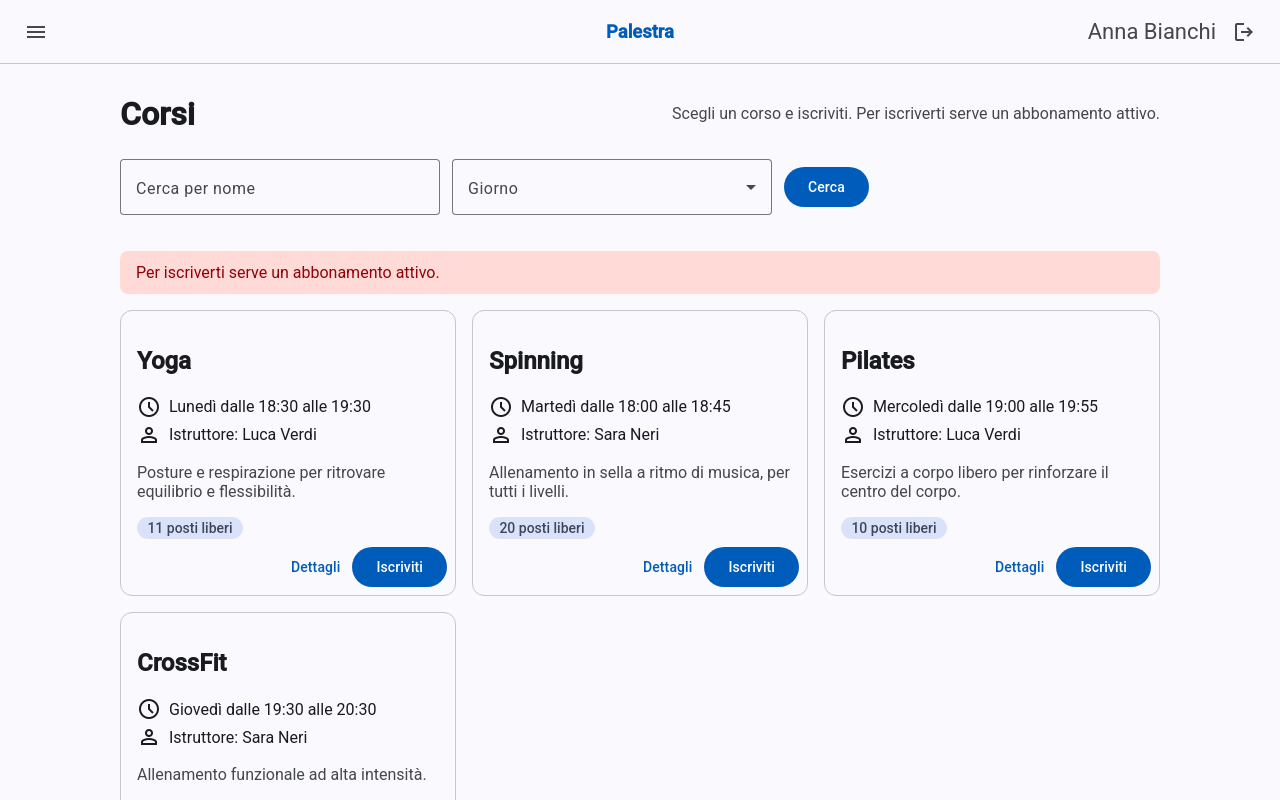 Palestra
Anna Bianchi
Corsi
Scegli un corso e iscriviti. Per iscriverti serve un abbonamento attivo.
Cerca per nome
Giorno
Cerca
Per iscriverti serve un abbonamento attivo.
Yoga
Lunedì dalle 18:30 alle 19:30
Istruttore: Luca Verdi
Posture e respirazione per ritrovare
equilibrio e flessibilità.
11 posti liberi
Dettagli
Iscriviti
Spinning
Martedì dalle 18:00 alle 18:45
Istruttore: Sara Neri
Allenamento in sella a ritmo di musica, per
tutti i livelli.
20 posti liberi
Dettagli
Iscriviti
Pilates
Mercoledì dalle 19:00 alle 19:55
Istruttore: Luca Verdi
Esercizi a corpo libero per rinforzare il
centro del corpo.
10 posti liberi
Dettagli
Iscriviti
CrossFit
Giovedì dalle 19:30 alle 20:30
Istruttore: Sara Neri
Allenamento funzionale ad alta intensità.